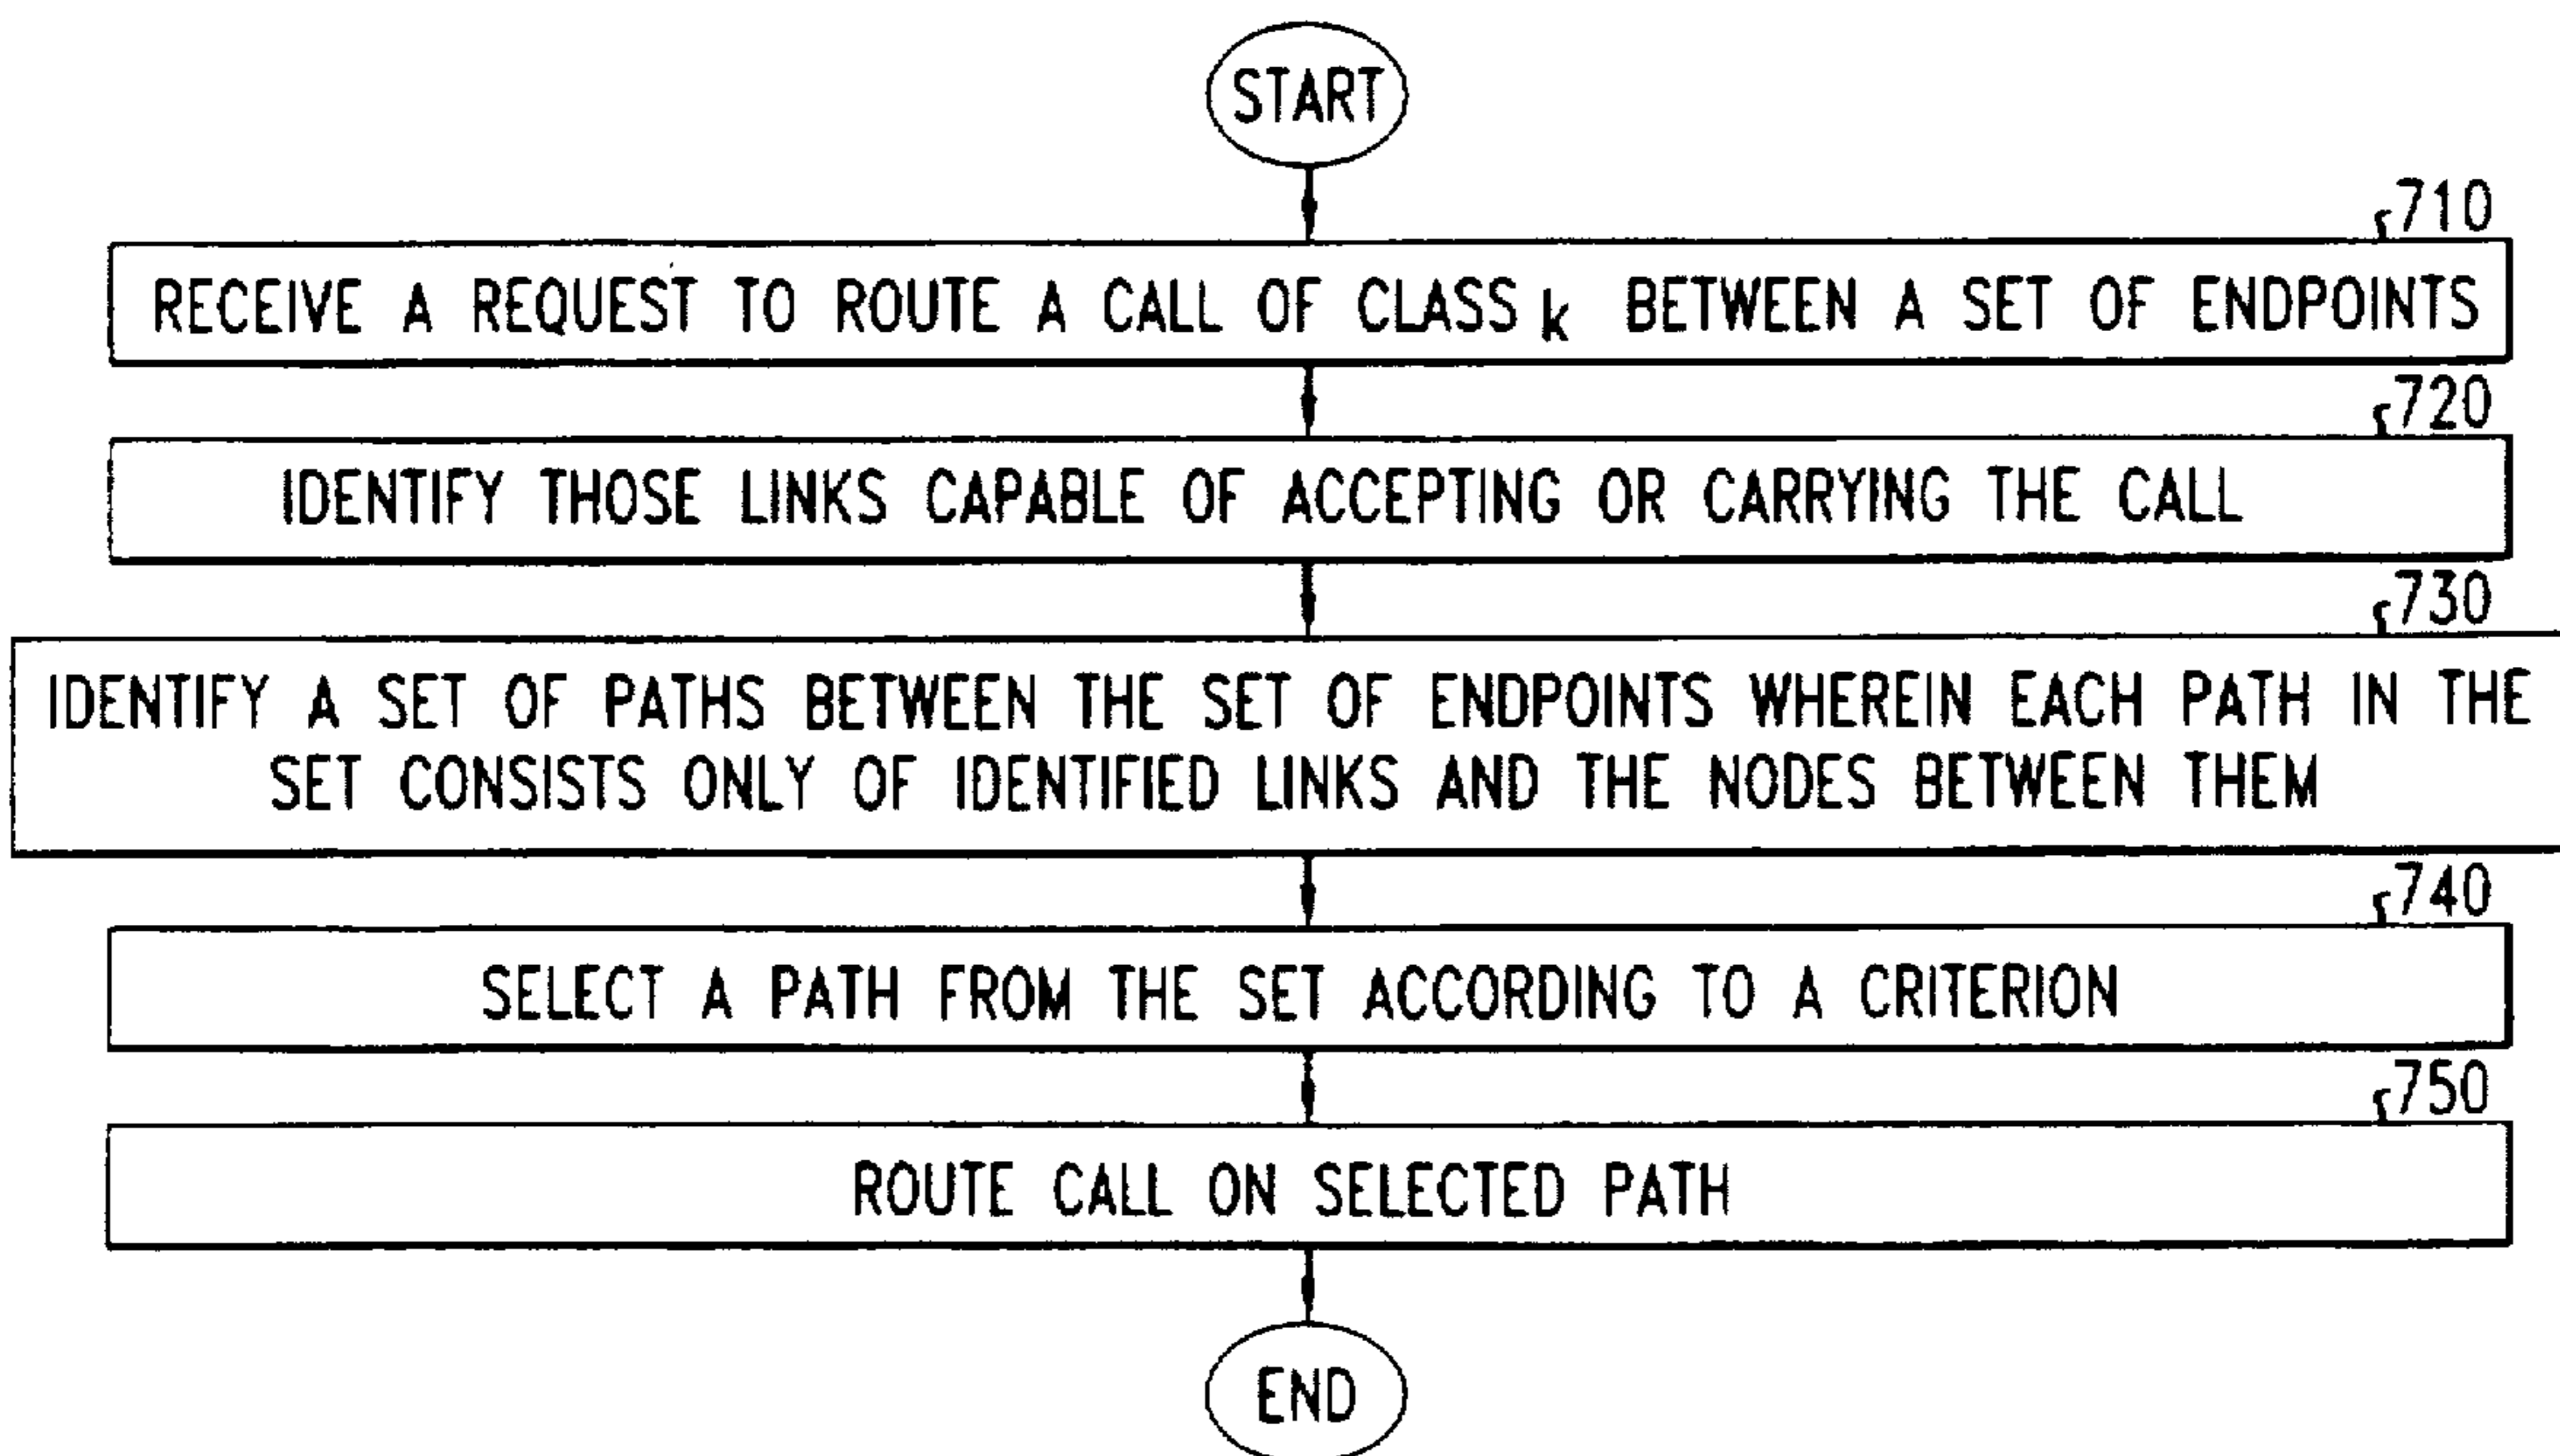 START
710
RECEIVE A REQUEST TO ROUTE A CALL OF CLASS k BETWEEN A SET OF ENDPOINTS
720
IDENTIFY THOSE LINKS CAPABLE OF ACCEPTING OR CARRYING THE CALL
730
IDENTIFY A SET OF PATHS BETWEEN THE SET OF ENDPOINTS WHEREIN EACH PATH IN THE
SET CONSISTS ONLY OF IDENTIFIED LINKS AND THE NODES BETWEEN THEM
740
SELECT A PATH FROM THE SET ACCORDING TO A CRITERION
750
ROUTE CALL ON SELECTED PATH
END